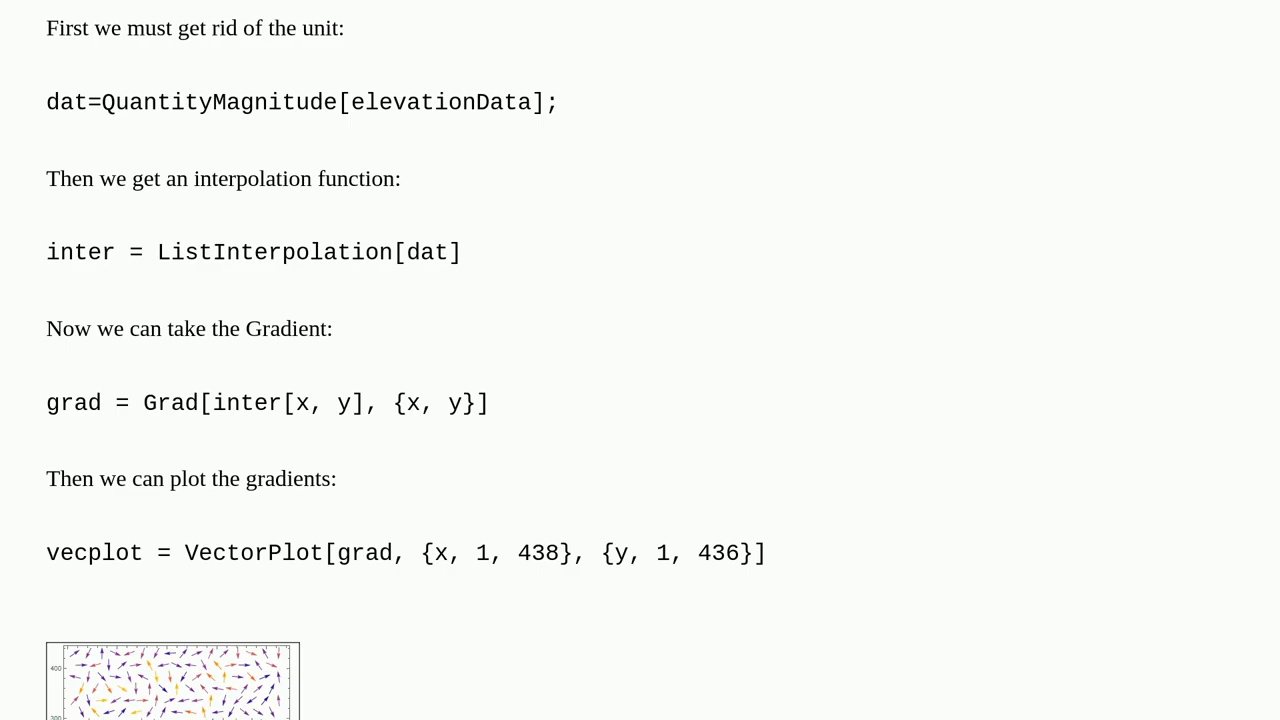 First we must get rid of the unit:
dat=QuantityMagnitude[elevationData];
Then we get an interpolation function:
inter = ListInterpolation[dat]
Now we can take the Gradient:
grad = Grad[inter[x, y], {x, y}]
Then we can plot the gradients:
vecplot = VectorPlot[grad, {x, 1, 438}, {y, 1, 436}]
400
300